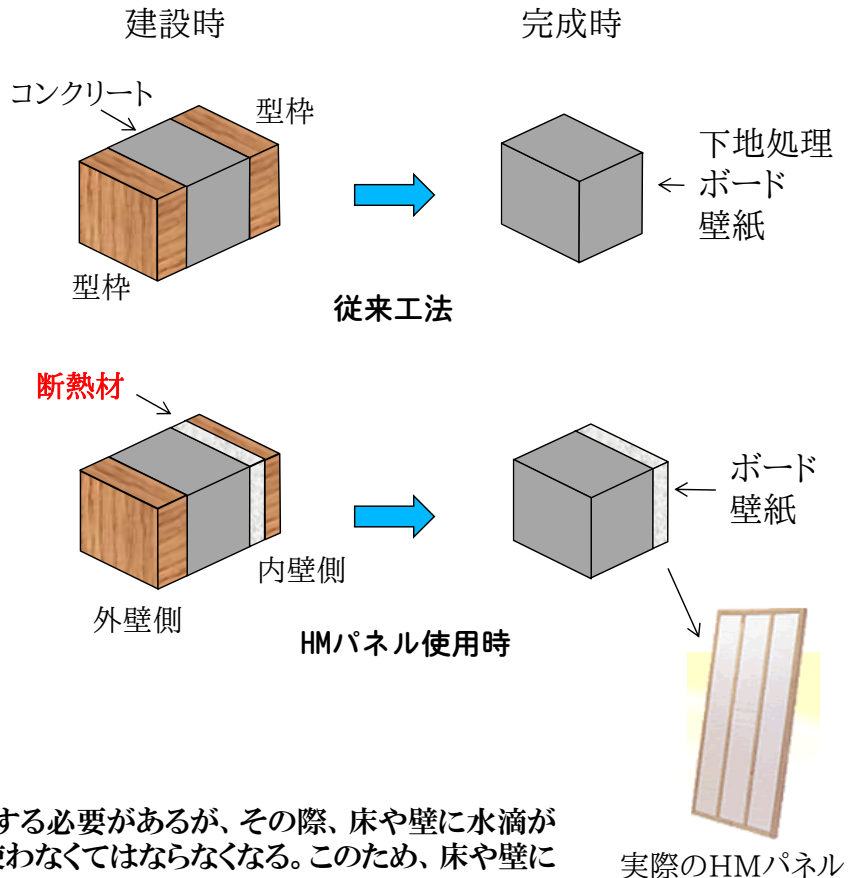 建設時
完成時
コンクリート
型枠
型枠
下地処理
ボード
壁紙
従来工法
断熱材
内壁側
外壁側
ボード
壁紙
HMパネル使用時
する必要があるが、その際、床や壁に水滴が
使わなくてはならなくなる。このため、床や壁に
実際のHMパネル